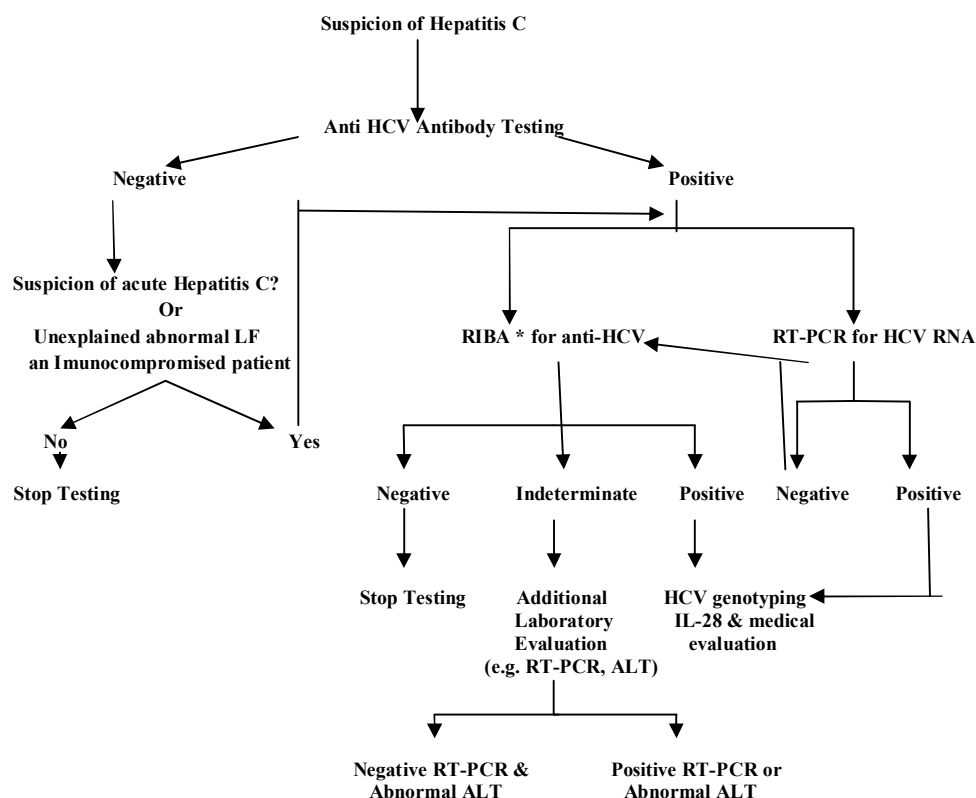 Suspicion of Hepatitis C
Anti HCV Antibody Testing
Negative
Positive
Suspicion of acute Hepatitis C?
Or
Unexplained abnormal LF
an Imunocompromised patient
RIBA * for anti-HCV
RT-PCR for HCV RNA
No
Yes
Stop Testing
Negative
Indeterminate
Positive
Negative
Positive
Stop Testing
Additional
Laboratory
Evaluation
(e.g. RT-PCR, ALT)
HCV genotyping
IL-28 & medical
evaluation
Negative RT-PCR &
Abnormal ALT
Positive RT-PCR or
Abnormal ALT